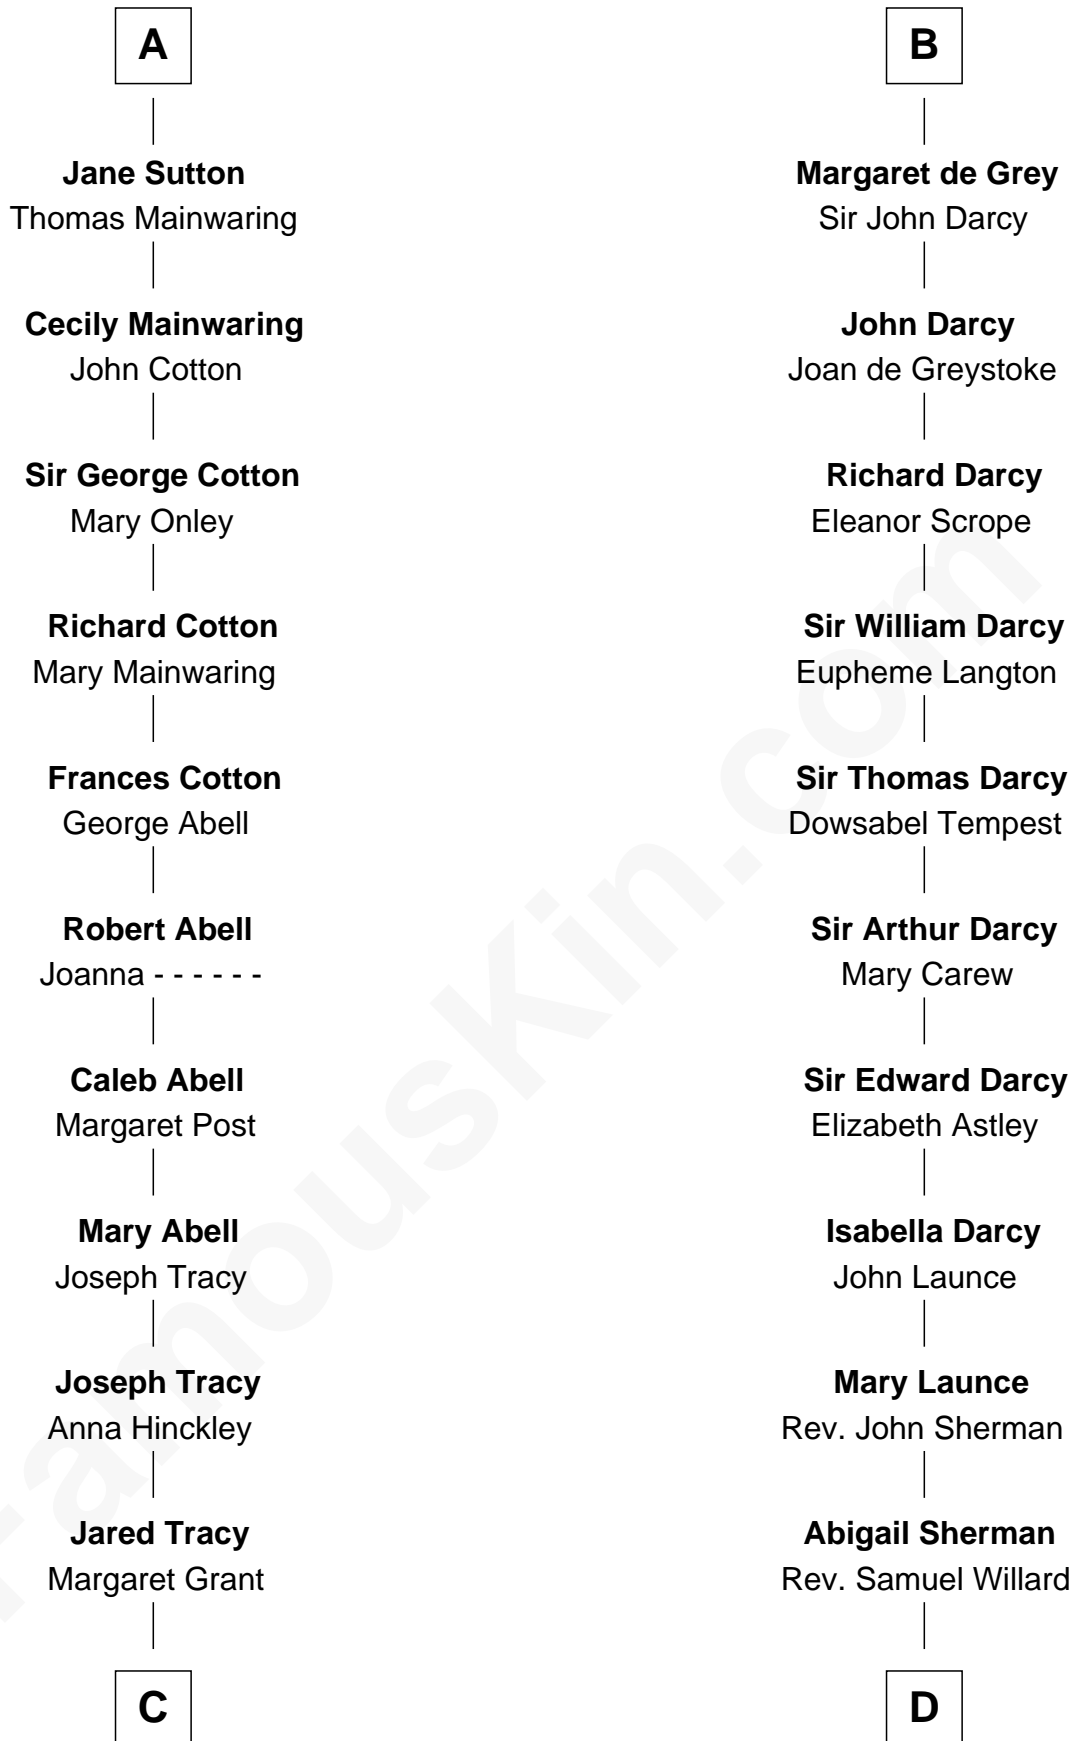 A
Jane Sutton
Thomas Mainwaring
Cecily Mainwaring
John Cotton
Sir George Cotton
Mary Onley
Richard Cotton
Mary Mainwaring
Frances Cotton
George Abell
Robert Abell
Joanna - - - - - -
Caleb Abell
Margaret Post
Mary Abell
Joseph Tracy
Joseph Tracy
Anna Hinckley
Jared Tracy
Margaret Grant
C
B
Margaret de Grey
Sir John Darcy
John Darcy
Joan de Greystoke
Richard Darcy
Eleanor Scrope
Sir William Darcy
Eupheme Langton
Sir Thomas Darcy
Dowsabel Tempest
Sir Arthur Darcy
Mary Carew
Sir Edward Darcy
Elizabeth Astley
Isabella Darcy
John Launce
Mary Launce
Rev. John Sherman
Abigail Sherman
Rev. Samuel Willard
D
FamousKin.com